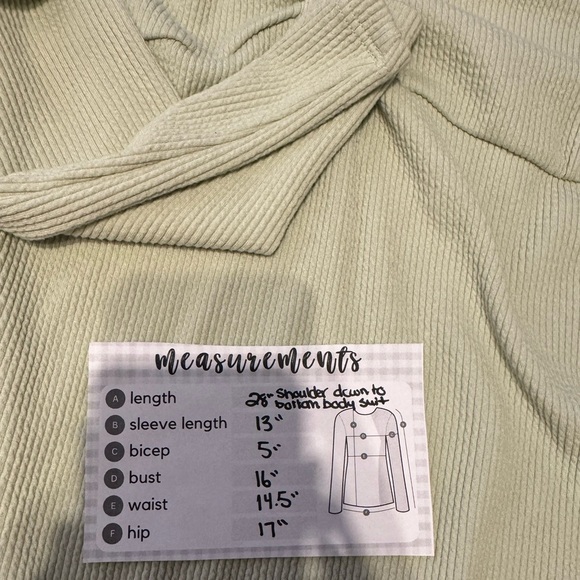 measurements
A length 28" shoulder down to
bottom body suit
B sleeve length 13"
C bicep 5"
D bust 16"
E waist 14.5"
F hip 17"